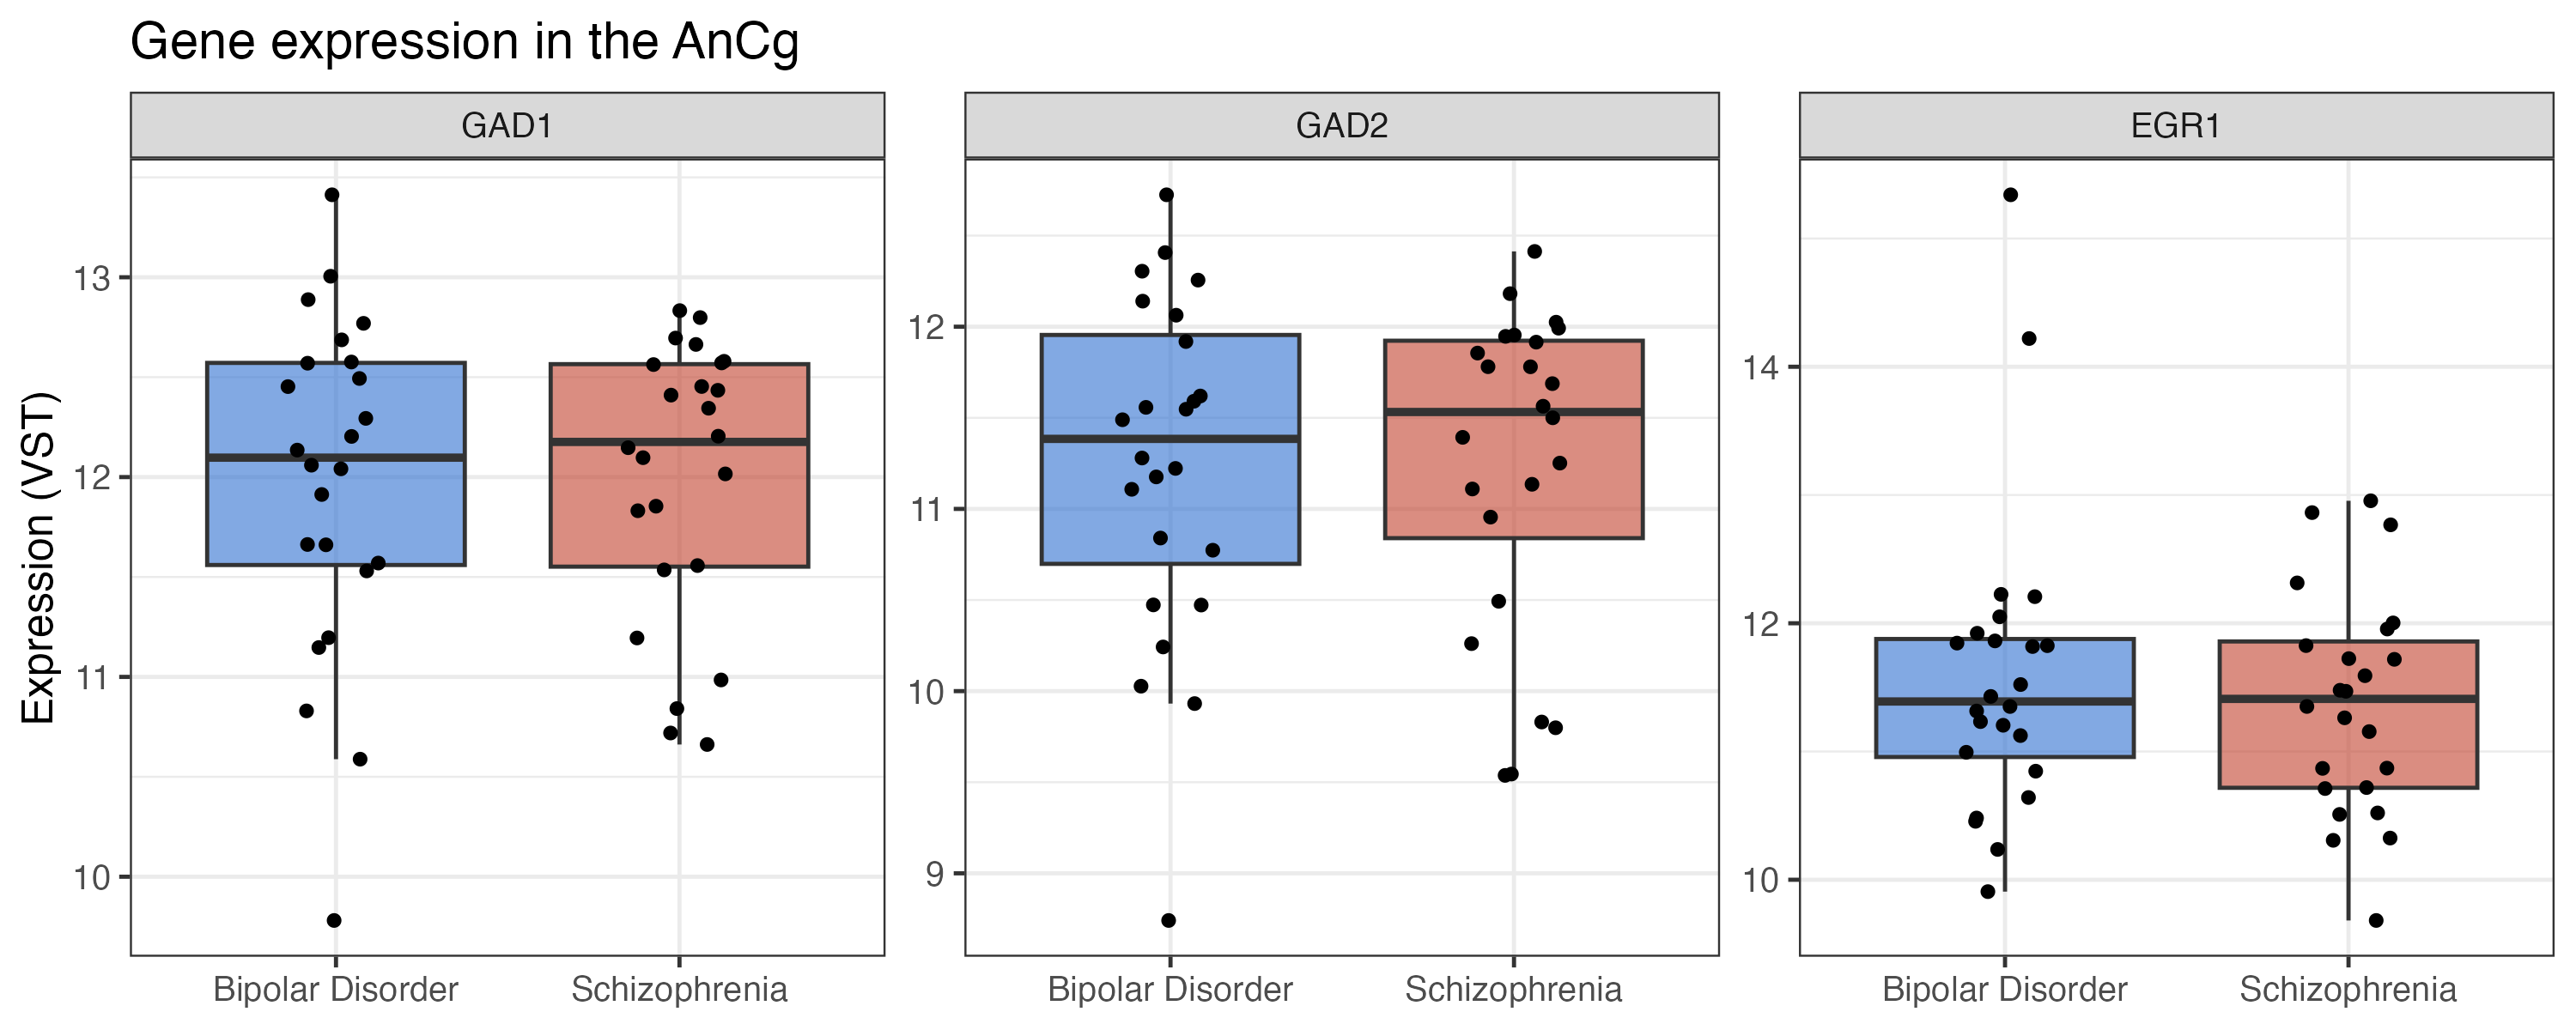 Gene expression in the AnCg
GAD1 GAD2 EGR1
Expression (VST)
13
12
11
10
12
11
10
9
14
12
10
Bipolar Disorder Schizophrenia Bipolar Disorder Schizophrenia Bipolar Disorder Schizophrenia